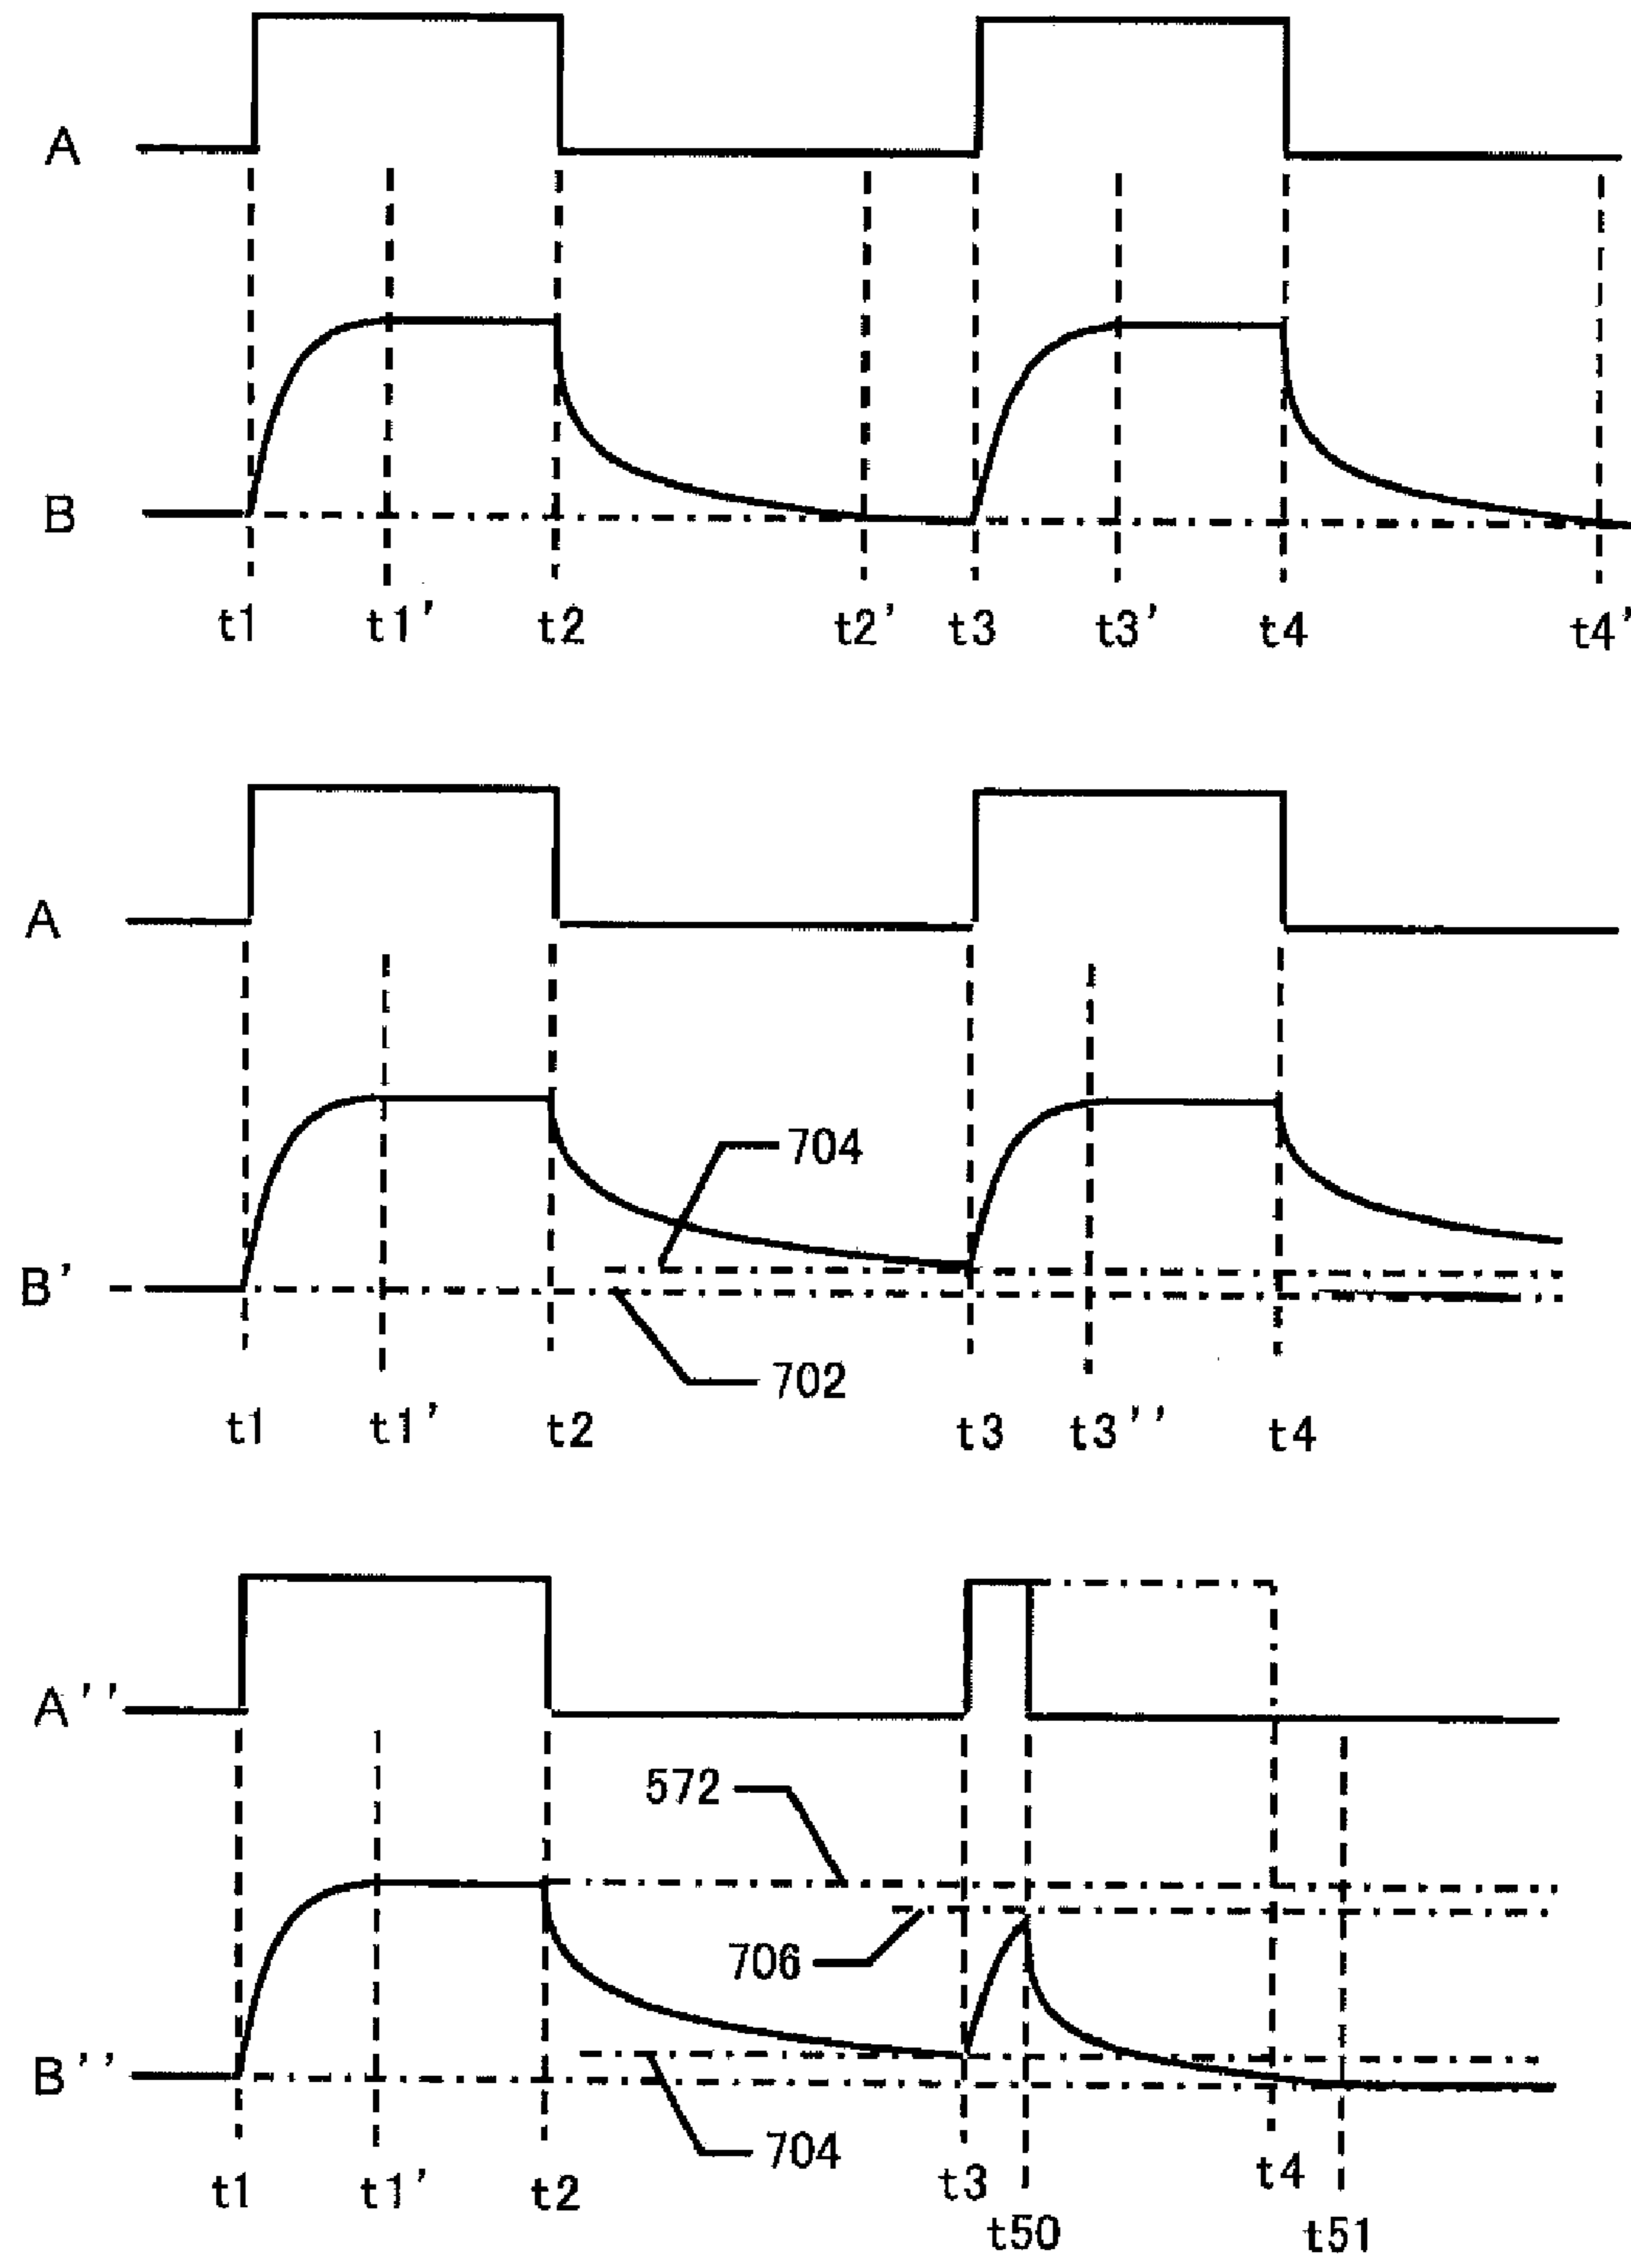 A
B
t1 t1' t2 t2' t3 t3' t4 t4'
A
704
B'
702
t1 t1' t2 t3 t3'' t4
A''
572
706
B''
704
t1 t1' t2 t3 t4
t50 t51